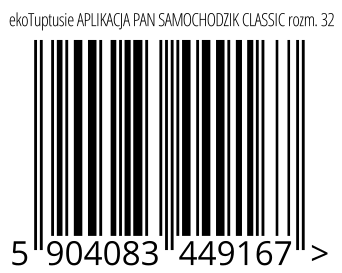 ekoTuptusie APLIKACJA PAN SAMOCHODZIK CLASSIC rozm. 32
5 904083 449167 >